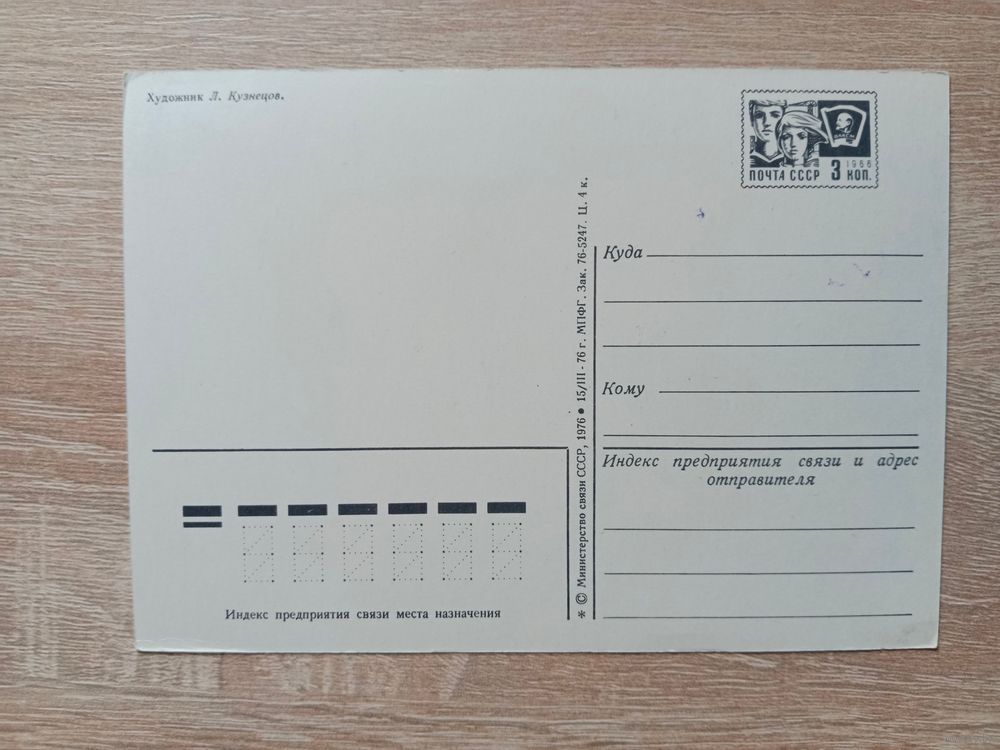 Художник Л. Кузнецов.
ВЛКСМ
1966
ПОЧТА СССР 3 КОП.
Куда
Кому
Индекс предприятия связи и адрес
отправителя
* © Министерство связи СССР, 1976 ● 15/III - 76 г. МПФГ. Зак. 76-5247. Ц. 4 к.
Индекс предприятия связи места назначения